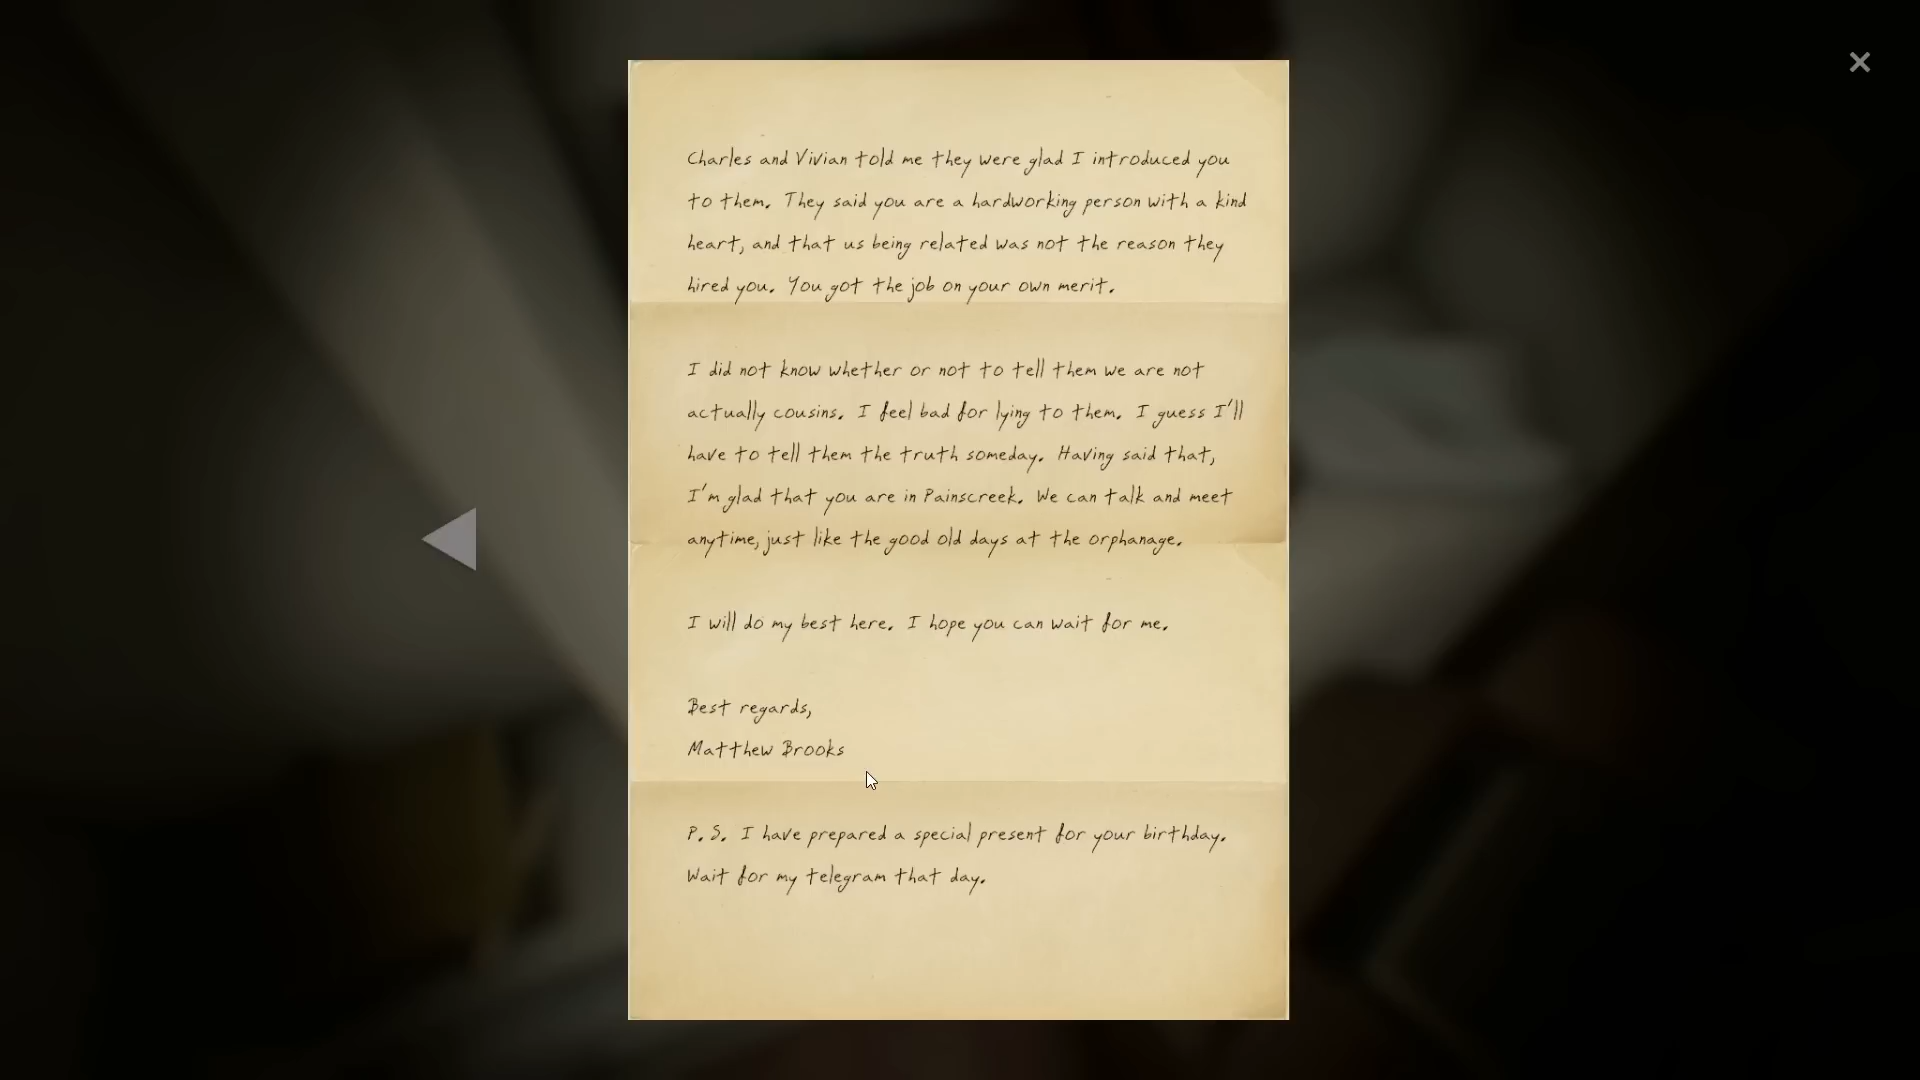 Charles and Vivian told me they were glad I introduced you
to them. They said you are a hardworking person with a kind
heart, and that us being related was not the reason they
hired you. You got the job on your own merit.
I did not know whether or not to tell them we are not
actually cousins. I feel bad for lying to them. I guess I'll
have to tell them the truth someday. Having said that,
I'm glad that you are in Painscreek. We can talk and meet
anytime, just like the good old days at the orphanage.
I will do my best here. I hope you can wait for me.
Best regards,
Matthew Brooks
P. S. I have prepared a special present for your birthday.
Wait for my telegram that day.